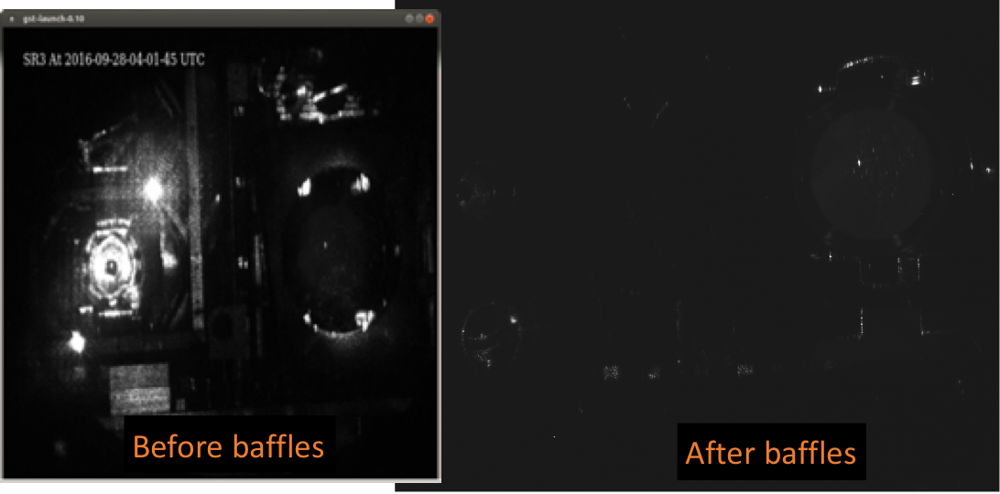 gst-launch-0.10
SR3 At 2016-09-28-04-01-45 UTC
Before baffles
After baffles